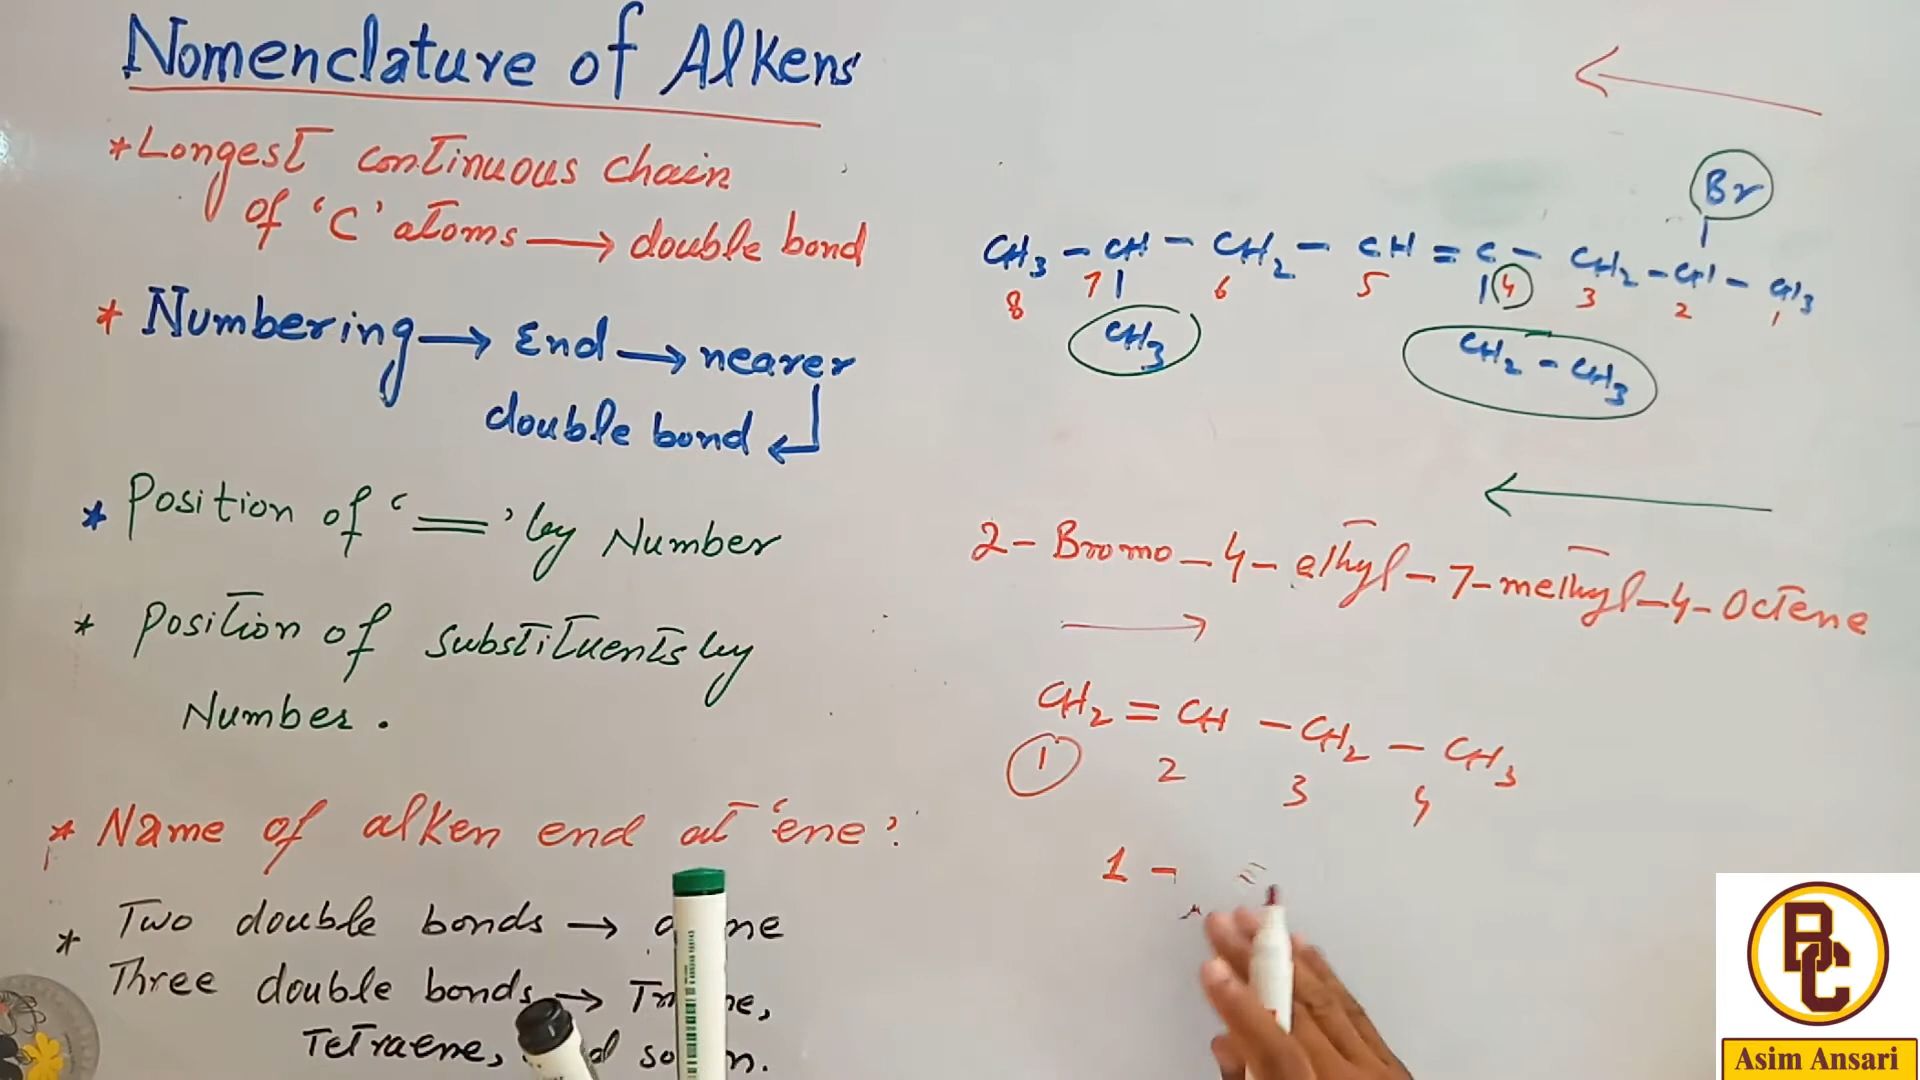 Nomenclature of Alkens
*Longest continuous chain
of 'C' atoms → double bond
* Numbering → End → nearer
double bond
* Position of '=' by Number
* Position of substituents by
Number.
* Name of alken end at 'ene'.
* Two double bonds →
Three double bonds →
Tetraene,
Br
CH3 - CH - CH2 - CH = C - CH2 - CH - CH3
8 7 6 5 4 3 2 1
CH3 CH2 - CH3
2- Bromo - 4 - ethyl - 7 - methyl - 4 - Octene
CH2 = CH - CH2 - CH3
1 2 3 4
1 -
BC
Asim Ansari